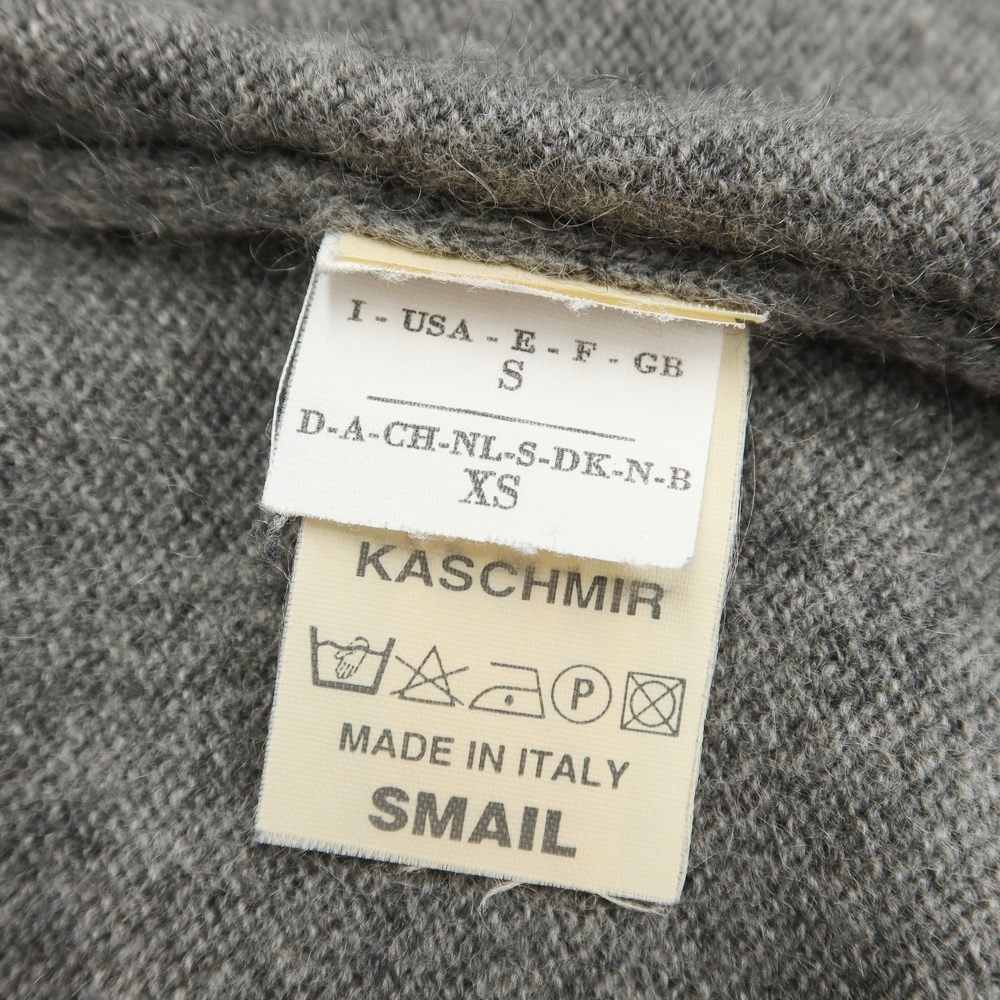 I - USA - E - F - GB
S
D-A-CH-NL-S-DK-N-B
XS
KASCHMIR
P
MADE IN ITALY
SMAIL